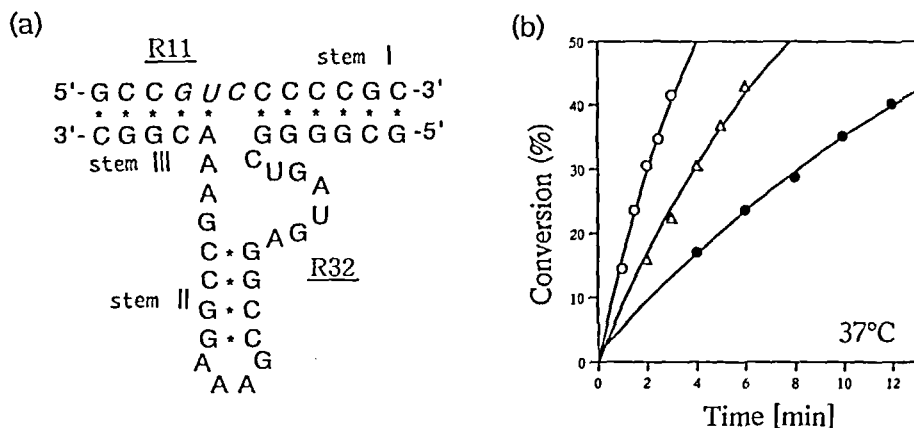 (a)
R11
stem I
5'-G C C G U C C C C C G C-3'
* * * * * * * * * * *
3'-C G G C A G G G G C G-5'
stem III
A
C
U
G
A
A
U
G
A
G
C * G
C
G
stem II
C
G
G
C
G * C
A
G
A
A
A
R32
(b)
Conversion (%)
50
40
30
20
10
0
37°C
0
2
4
6
8
10
12
Time [min]